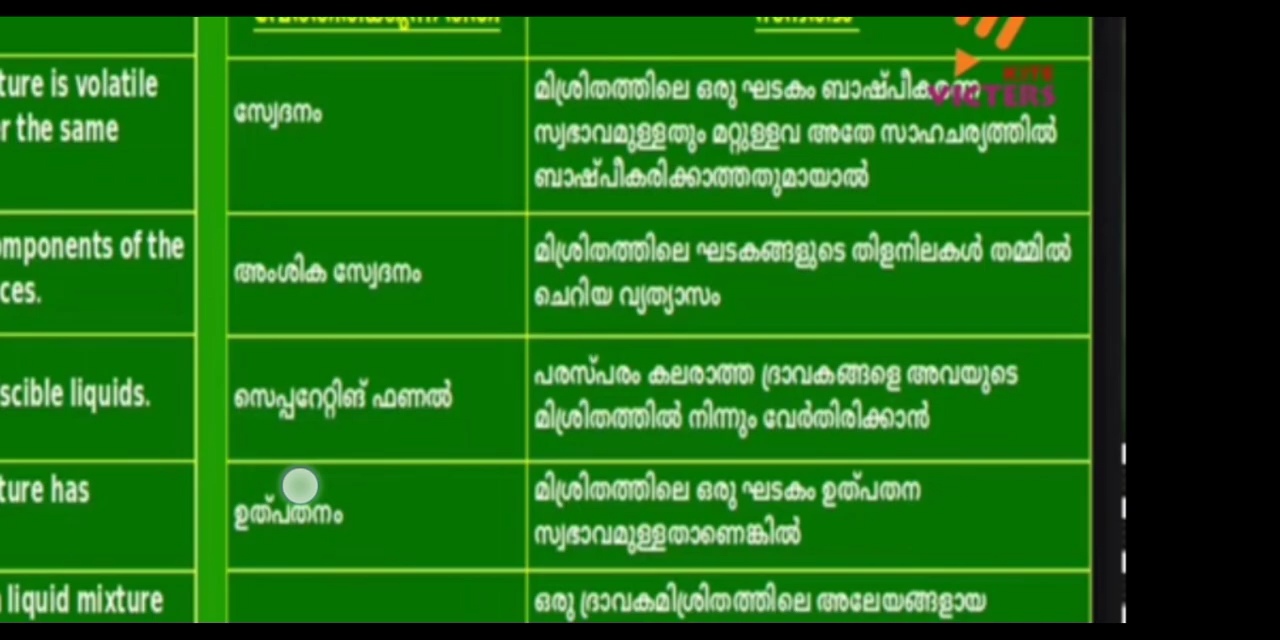 ture is volatile
r the same
omponents of the
ces.
scible liquids.
ture has
liquid mixture
സ്വേദനം
മിശ്രിതത്തിലെ ഒരു ഘടകം
സ്വഭാവമുള്ളതും മറ്റുള്ളവ അതേ സാഹചര്യത്തിൽ
ബാഷ്പീകരിക്കാത്തതുമായാൽ
അംശിക സ്വേദനം
മിശ്രിതത്തിലെ ഘടകങ്ങളുടെ തിളനിലകൾ തമ്മിൽ
ചെറിയ വ്യത്യാസം
സെപ്പറേറ്റിങ് ഫണൽ
പരസ്പരം കലരാത്ത ദ്രാവകങ്ങളെ അവയുടെ
മിശ്രിതത്തിൽ നിന്നും വേർതിരിക്കാൻ
ഉത്പതനം
മിശ്രിതത്തിലെ ഒരു ഘടകം ഉത്പതന
സ്വഭാവമുള്ളതാണെങ്കിൽ
ഒരു ദ്രാവകമിശ്രിതത്തിലെ അലേയങ്ങളായ
KITE
VICTERS